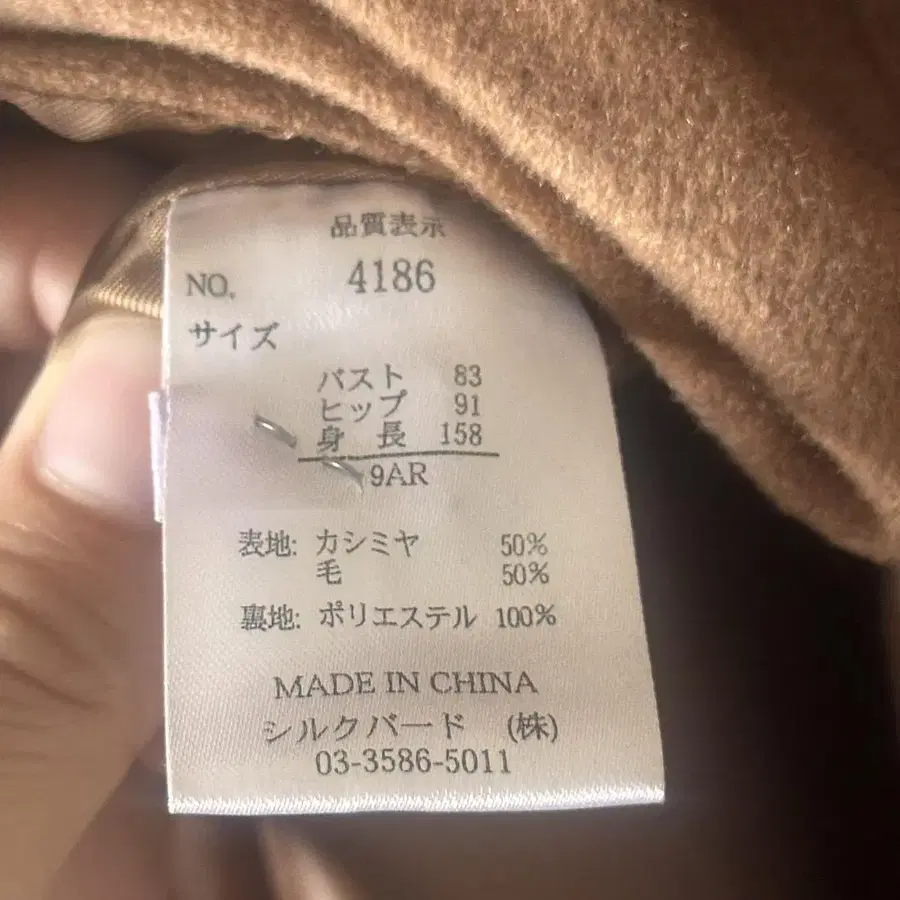 品質表示
NO. 4186
サイズ
バスト 83
ヒップ 91
身長 158
9AR
表地: カシミヤ 50%
毛 50%
裏地: ポリエステル 100%
MADE IN CHINA
シルクバード (株)
03-3586-5011